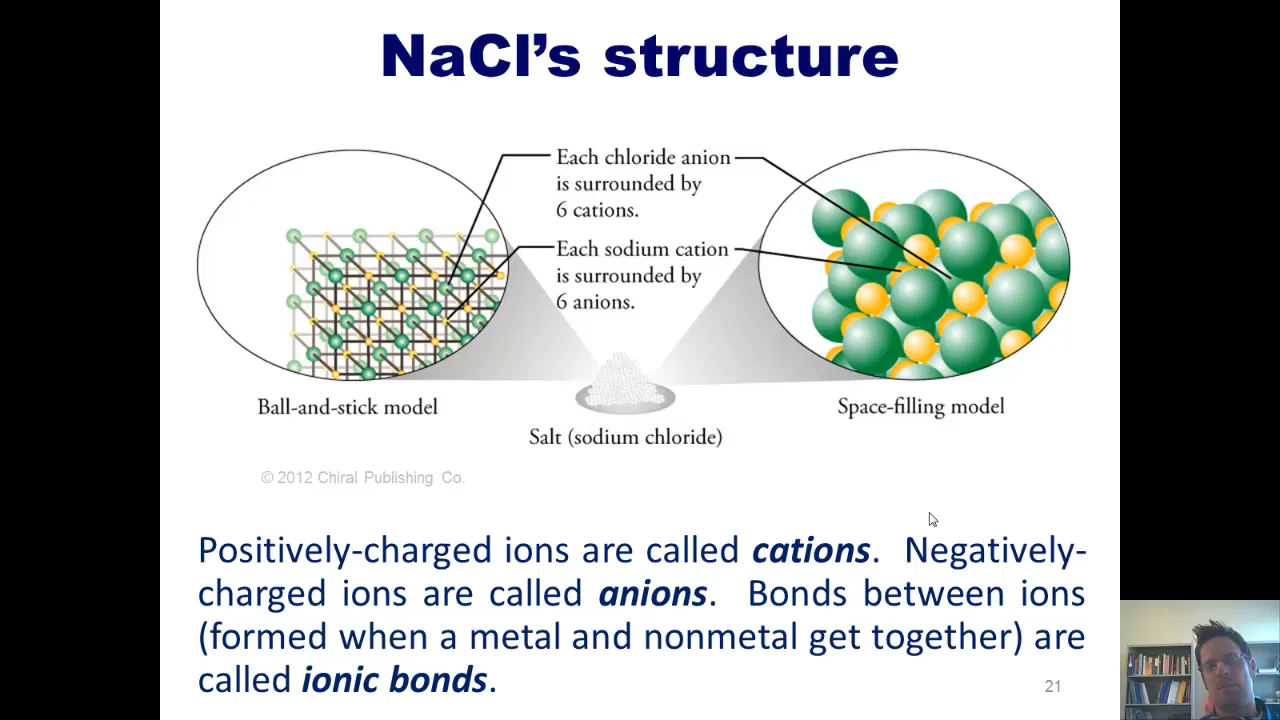 NaCl’s structure
Each chloride anion
is surrounded by
6 cations.
Each sodium cation
is surrounded by
6 anions.
Ball-and-stick model
Space-filling model
Salt (sodium chloride)
© 2012 Chiral Publishing Co.
Positively-charged ions are called cations. Negatively-
charged ions are called anions. Bonds between ions
(formed when a metal and nonmetal get together) are
called ionic bonds.
21